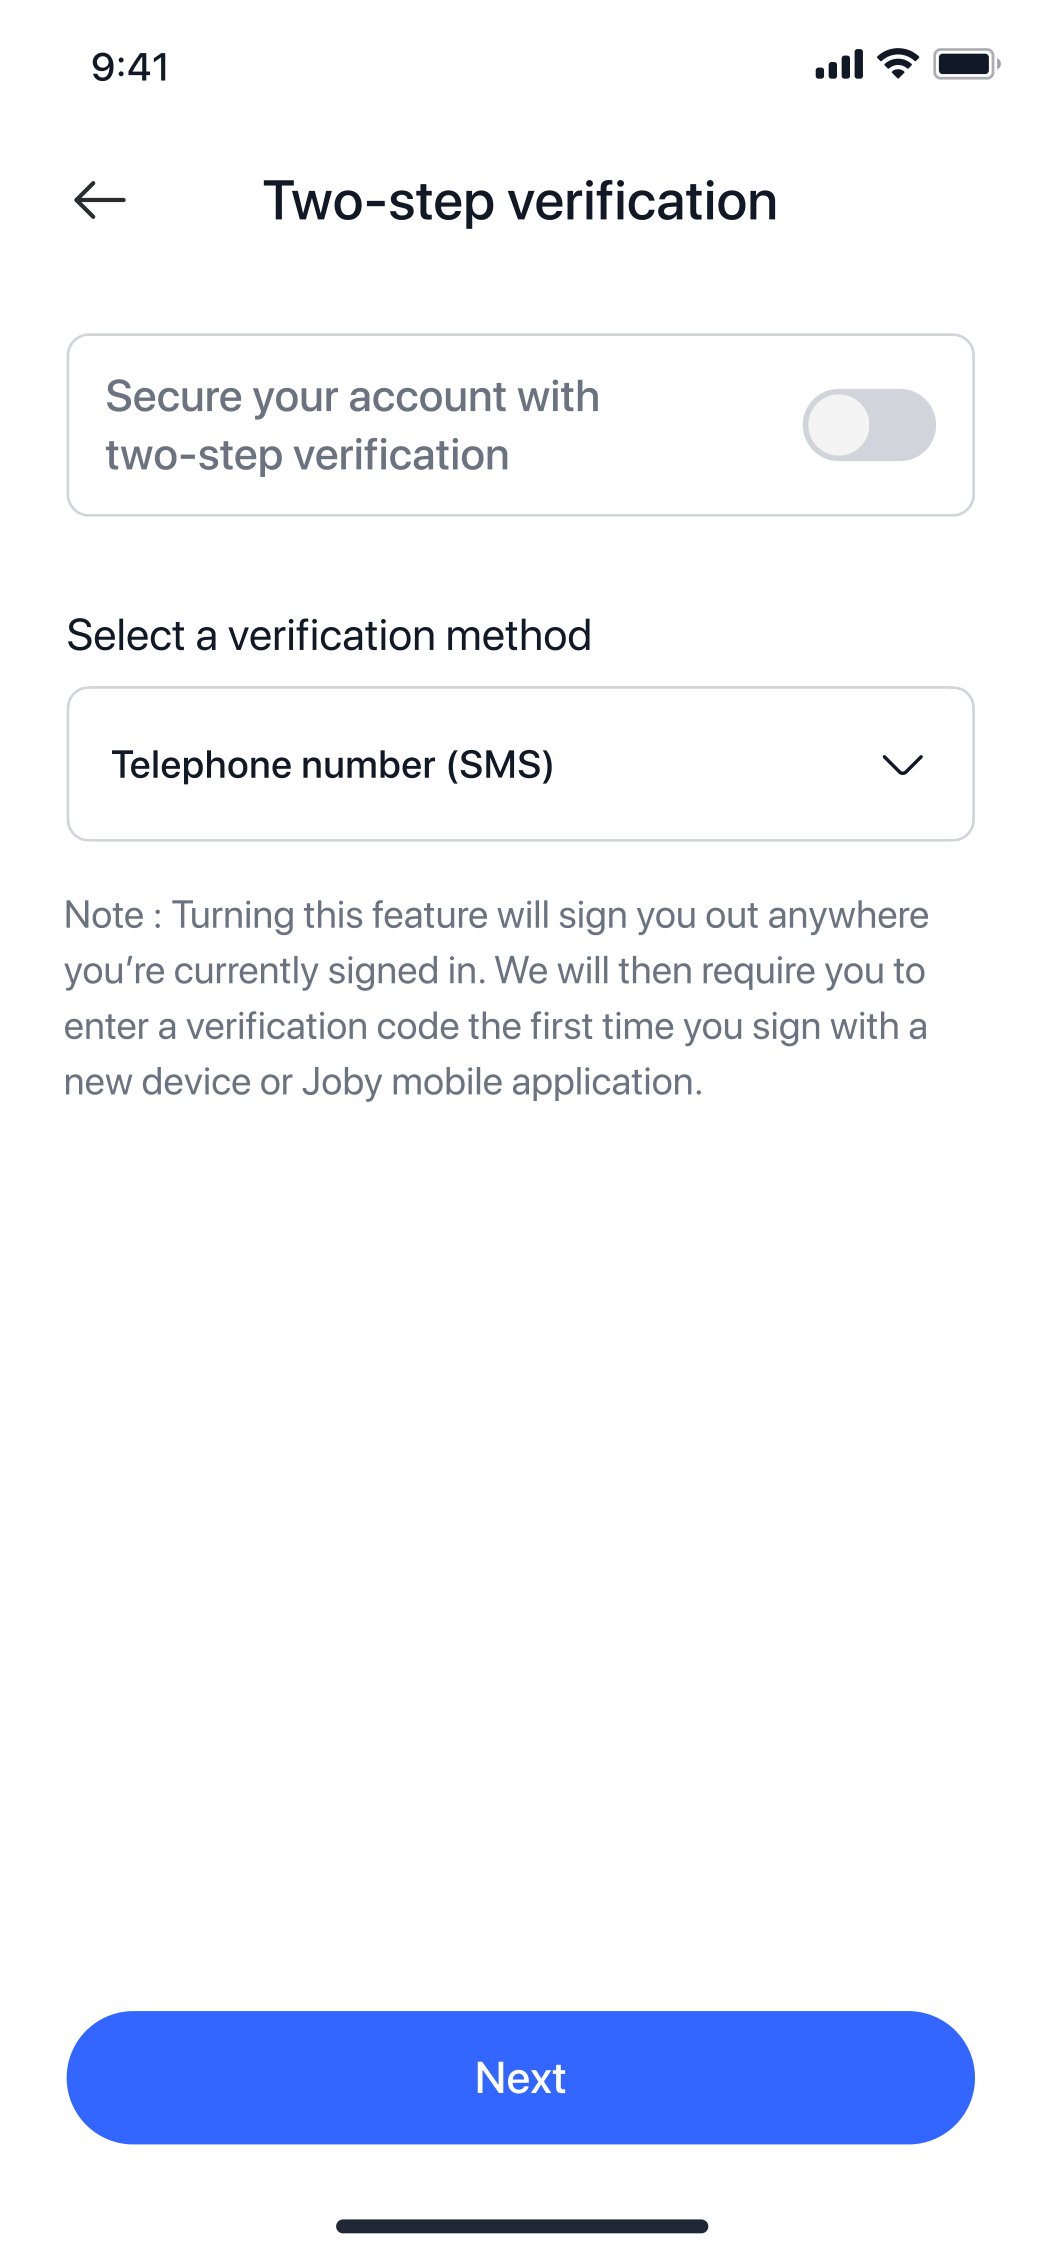 9:41
Two-step verification
Secure your account with
two-step verification
Select a verification method
Telephone number (SMS)
Note : Turning this feature will sign you out anywhere
you’re currently signed in. We will then require you to
enter a verification code the first time you sign with a
new device or Joby mobile application.
Next